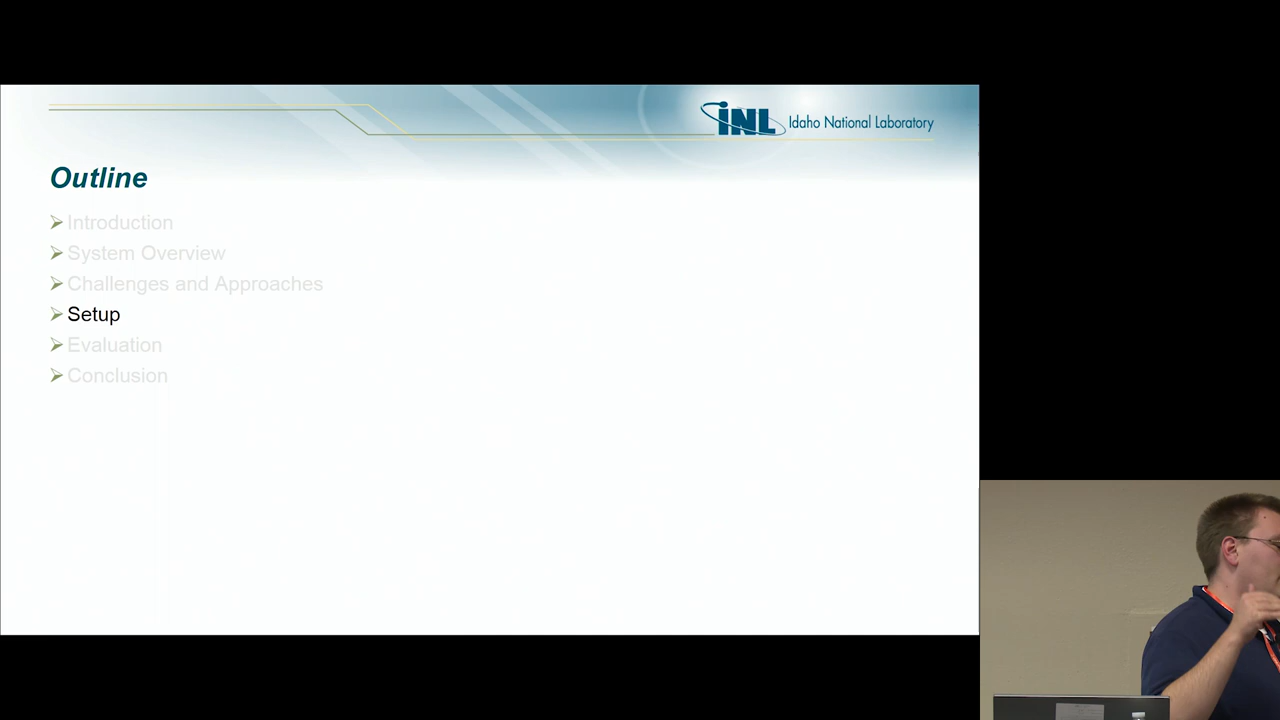 INL Idaho National Laboratory
Outline
Introduction
System Overview
Challenges and Approaches
Setup
Evaluation
Conclusion